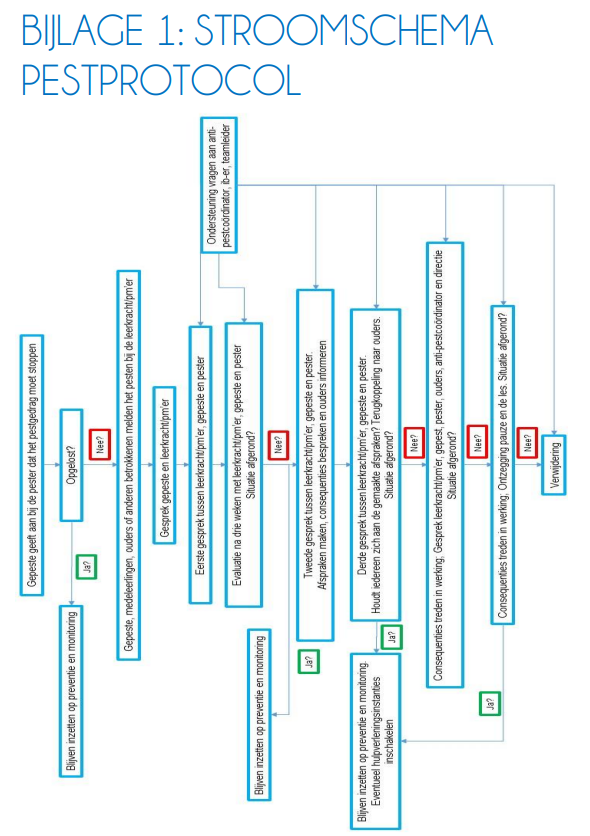 BIJLAGE 1: STROOMSCHEMA
PESTPROTOCOL
Ondersteuning vragen aan anti-
pestcoördinator, ib-er, teamleider
Gepeste geeft aan bij de pester dat het pestgedrag moet stoppen
Opgelost?
Nee?
Ja?
Blijven inzetten op preventie en monitoring
Gepeste, medeleerlingen, ouders of anderen betrokkenen melden het pesten bij de leerkracht/pm'er
Gesprek gepeste en leerkracht/pm'er
Eerste gesprek tussen leerkracht/pm'er, gepeste en pester
Evaluatie na drie weken met leerkracht/pm'er, gepeste en pester
Situatie afgerond?
Nee?
Ja?
Blijven inzetten op preventie en monitoring
Tweede gesprek tussen leerkracht/pm'er, gepeste en pester.
Afspraken maken, consequenties bespreken en ouders informeren
Derde gesprek tussen leerkracht/pm'er, gepeste en pester.
Houdt iedereen zich aan de gemaakte afspraken? Terugkoppeling naar ouders.
Situatie afgerond?
Nee?
Ja?
Blijven inzetten op preventie en monitoring.
Eventueel hulpverleningsinstanties
inschakelen
Consequenties treden in werking; Gesprek leerkracht/pm'er, gepest, pester, ouders, anti-pestcoördinator en directie
Situatie afgerond?
Nee?
Consequenties treden in werking; Ontzegging pauze en de les. Situatie afgerond?
Nee?
Ja?
Verwijdering